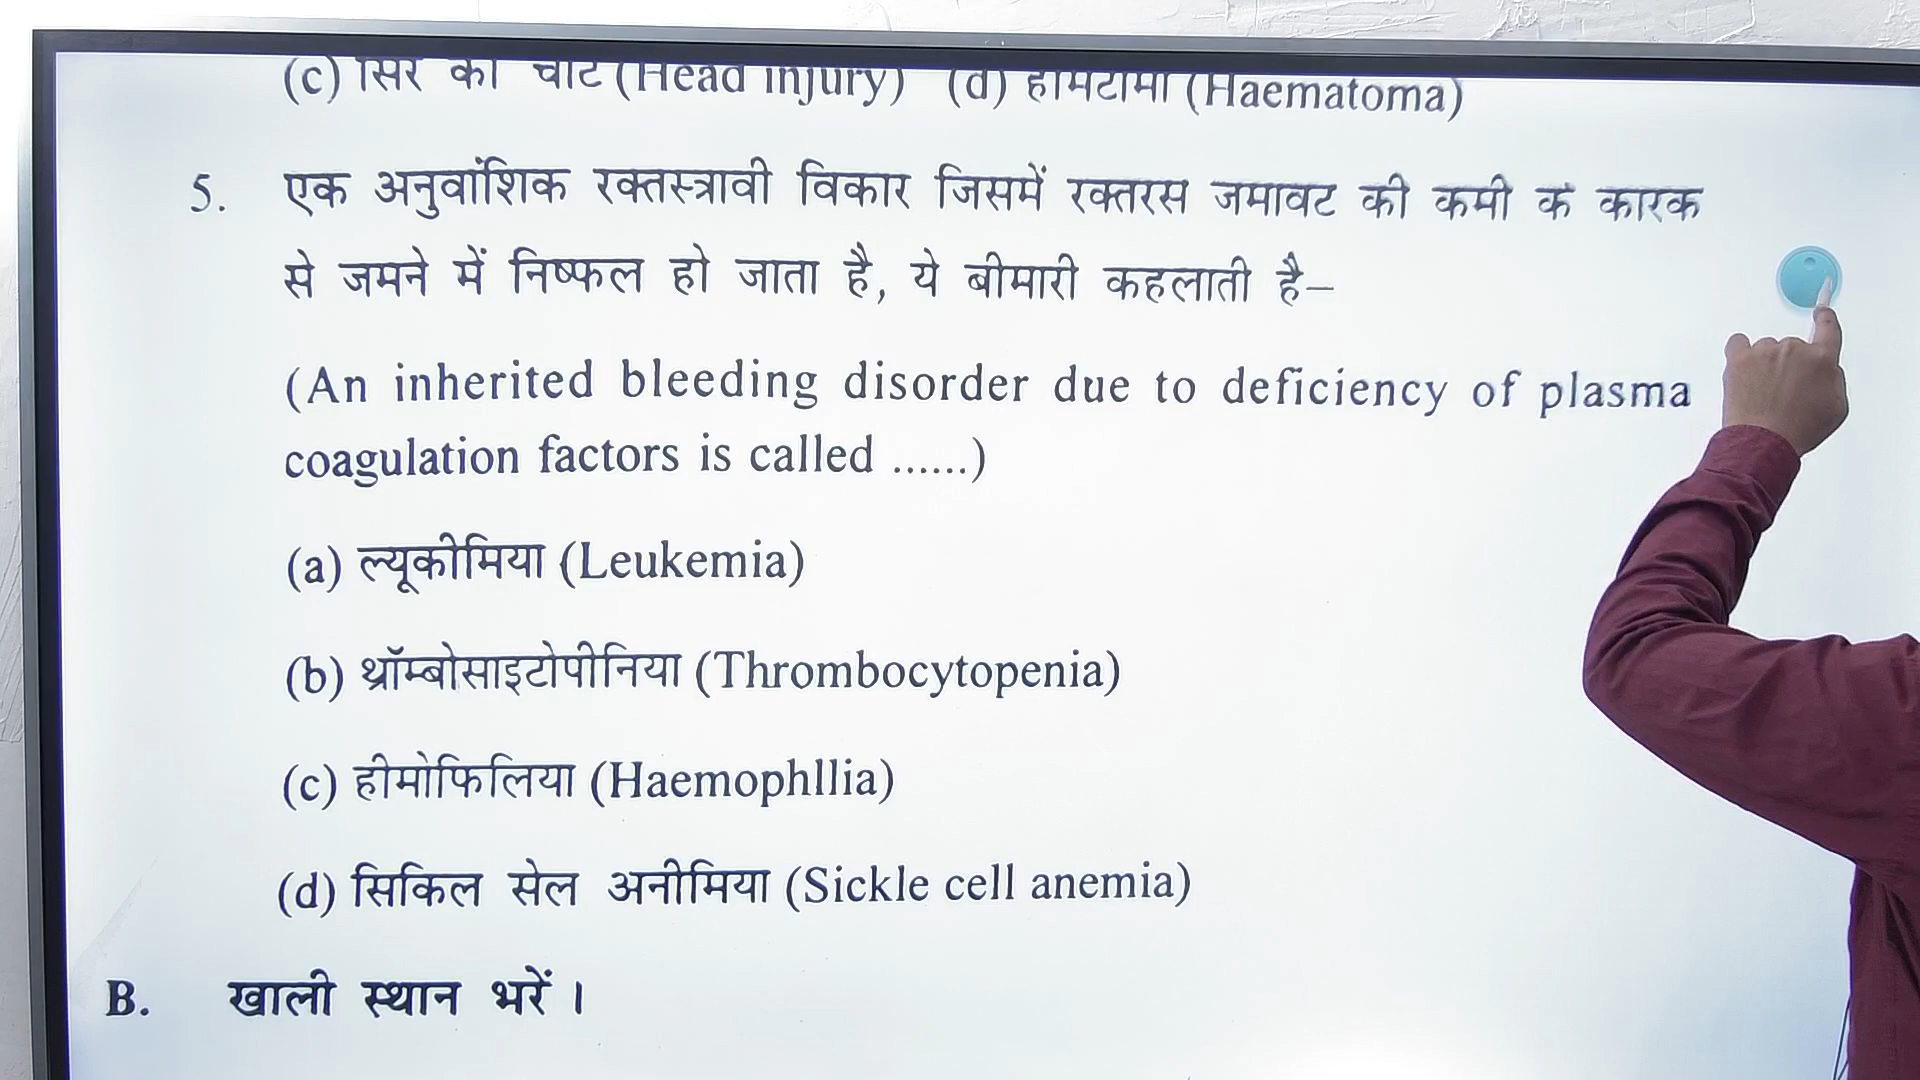 (c) सिर की चोट (Head injury) (d) हीमेटोमा (Haematoma)
5. एक अनुवांशिक रक्तस्त्रावी विकार जिसमें रक्तरस जमावट की कमी के कारक
से जमने में निष्फल हो जाता है, ये बीमारी कहलाती है–
(An inherited bleeding disorder due to deficiency of plasma
coagulation factors is called ......)
(a) ल्यूकीमिया (Leukemia)
(b) थ्रॉम्बोसाइटोपीनिया (Thrombocytopenia)
(c) हीमोफिलिया (Haemophllia)
(d) सिकिल सेल अनीमिया (Sickle cell anemia)
B. खाली स्थान भरें ।